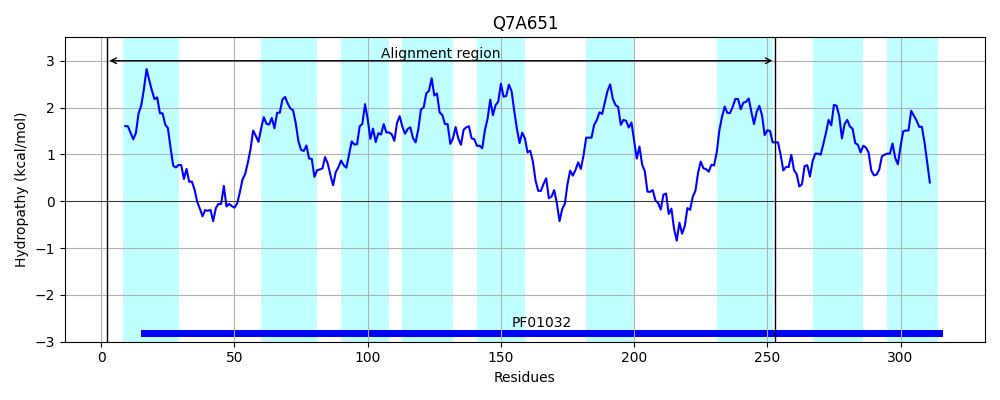 Q7A651
Alignment region
3
2
1
0
−1
−2
−3
Hydropathy (kcal/mol)
PF01032
0 50 100 150 200 250 300
Residues